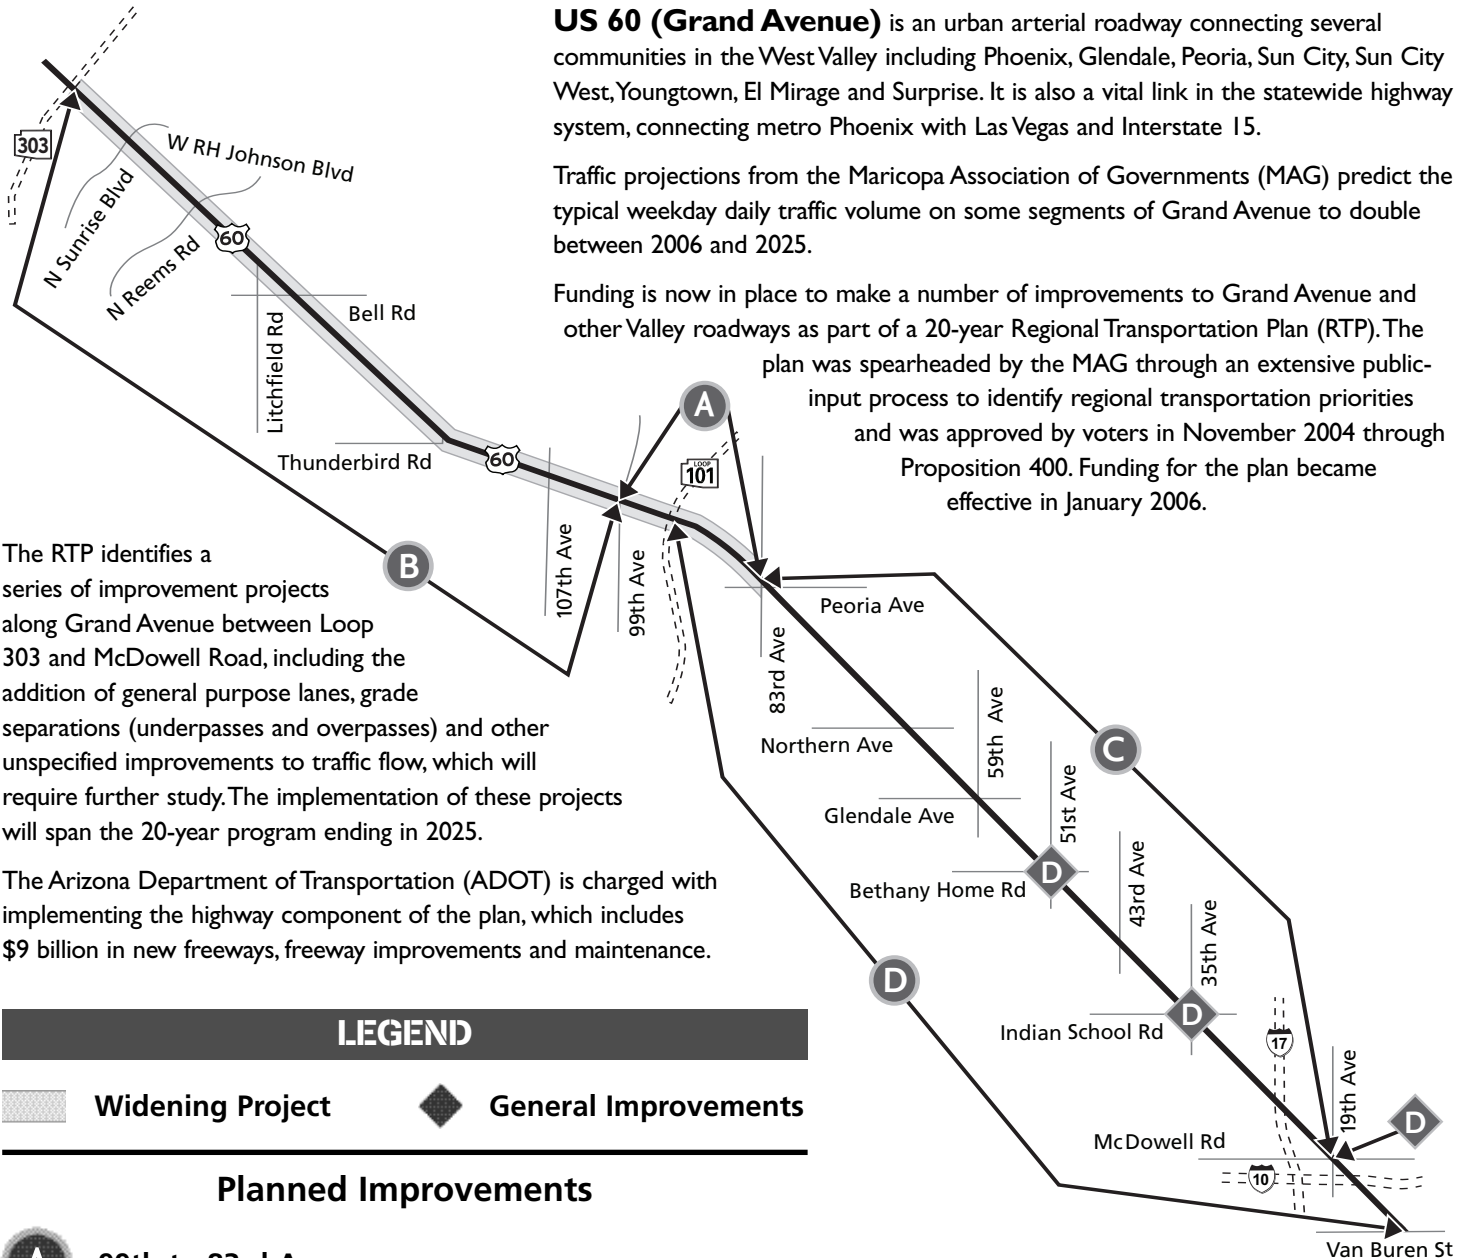 US 60 (Grand Avenue) is an urban arterial roadway connecting several
communities in the West Valley including Phoenix, Glendale, Peoria, Sun City, Sun City
West, Youngtown, El Mirage and Surprise. It is also a vital link in the statewide highway
system, connecting metro Phoenix with Las Vegas and Interstate 15.
Traffic projections from the Maricopa Association of Governments (MAG) predict the
typical weekday daily traffic volume on some segments of Grand Avenue to double
between 2006 and 2025.
Funding is now in place to make a number of improvements to Grand Avenue and
other Valley roadways as part of a 20-year Regional Transportation Plan (RTP). The
plan was spearheaded by the MAG through an extensive public-
input process to identify regional transportation priorities
and was approved by voters in November 2004 through
Proposition 400. Funding for the plan became
effective in January 2006.
303
W RH Johnson Blvd
N Sunrise Blvd
N Reems Rd
60
Bell Rd
Litchfield Rd
Thunderbird Rd
60
A
LOOP
101
B
107th Ave
99th Ave
Peoria Ave
83rd Ave
The RTP identifies a
series of improvement projects
along Grand Avenue between Loop
303 and McDowell Road, including the
addition of general purpose lanes, grade
separations (underpasses and overpasses) and other
unspecified improvements to traffic flow, which will
require further study. The implementation of these projects
will span the 20-year program ending in 2025.
The Arizona Department of Transportation (ADOT) is charged with
implementing the highway component of the plan, which includes
$9 billion in new freeways, freeway improvements and maintenance.
Northern Ave
59th Ave
C
Glendale Ave
51st Ave
D
Bethany Home Rd
43rd Ave
35th Ave
D
D
Indian School Rd
17
19th Ave
D
McDowell Rd
10
Van Buren St
LEGEND
Widening Project
General Improvements
Planned Improvements